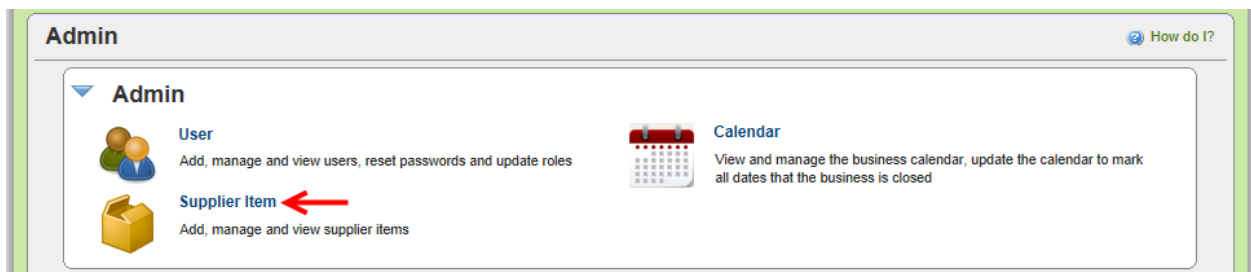 Admin
How do I?
Admin
User
Add, manage and view users, reset passwords and update roles
Supplier Item
Add, manage and view supplier items
Calendar
View and manage the business calendar, update the calendar to mark
all dates that the business is closed